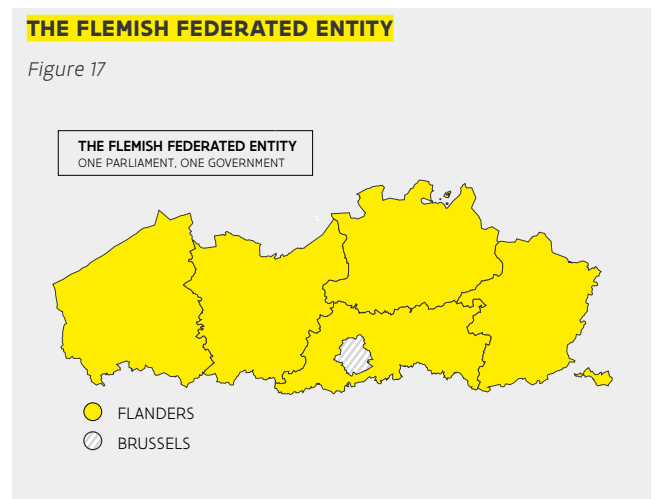 THE FLEMISH FEDERATED ENTITY
Figure 17
THE FLEMISH FEDERATED ENTITY
ONE PARLIAMENT, ONE GOVERNMENT
FLANDERS
BRUSSELS